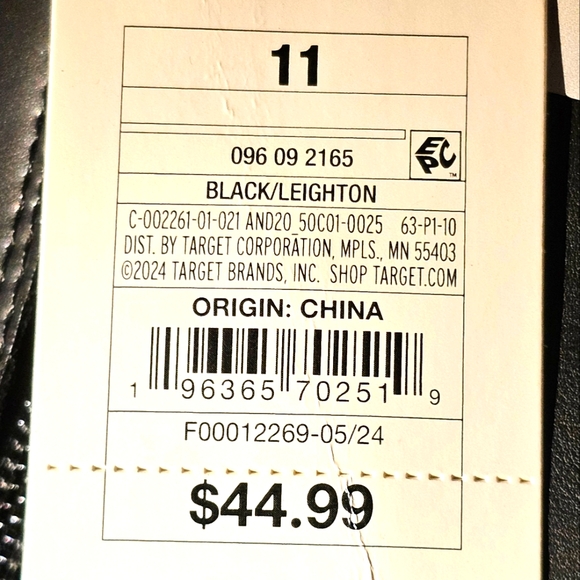 11
096 09 2165
EPC
™
BLACK/LEIGHTON
C-002261-01-021 AND20_50C01-0025 63-P1-10
DIST. BY TARGET CORPORATION, MPLS., MN 55403
©2024 TARGET BRANDS, INC. SHOP TARGET.COM
ORIGIN: CHINA
1 96365 70251 9
F00012269-05/24
$44.99